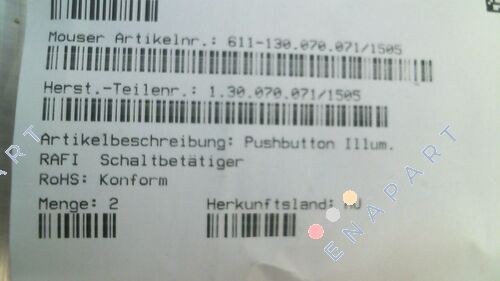 Mouser Artikelnr.: 611-130.070.071/1505
Herst.-Teilenr.: 1.30.070.071/1505
Artikelbeschreibung: Pushbutton Illum.
RAFI Schaltbetätiger
RoHS: Konform
Menge: 2 Herkunftsland:
ENAPART